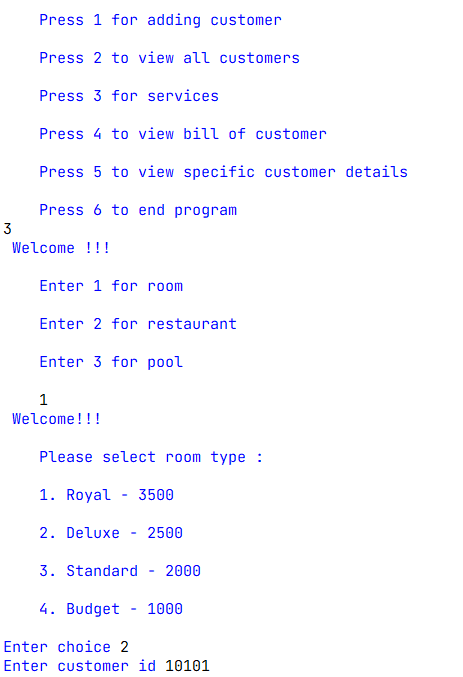 Press 1 for adding customer
Press 2 to view all customers
Press 3 for services
Press 4 to view bill of customer
Press 5 to view specific customer details
Press 6 to end program
3
Welcome !!!
Enter 1 for room
Enter 2 for restaurant
Enter 3 for pool
1
Welcome!!!
Please select room type :
1. Royal - 3500
2. Deluxe - 2500
3. Standard - 2000
4. Budget - 1000
Enter choice 2
Enter customer id 10101